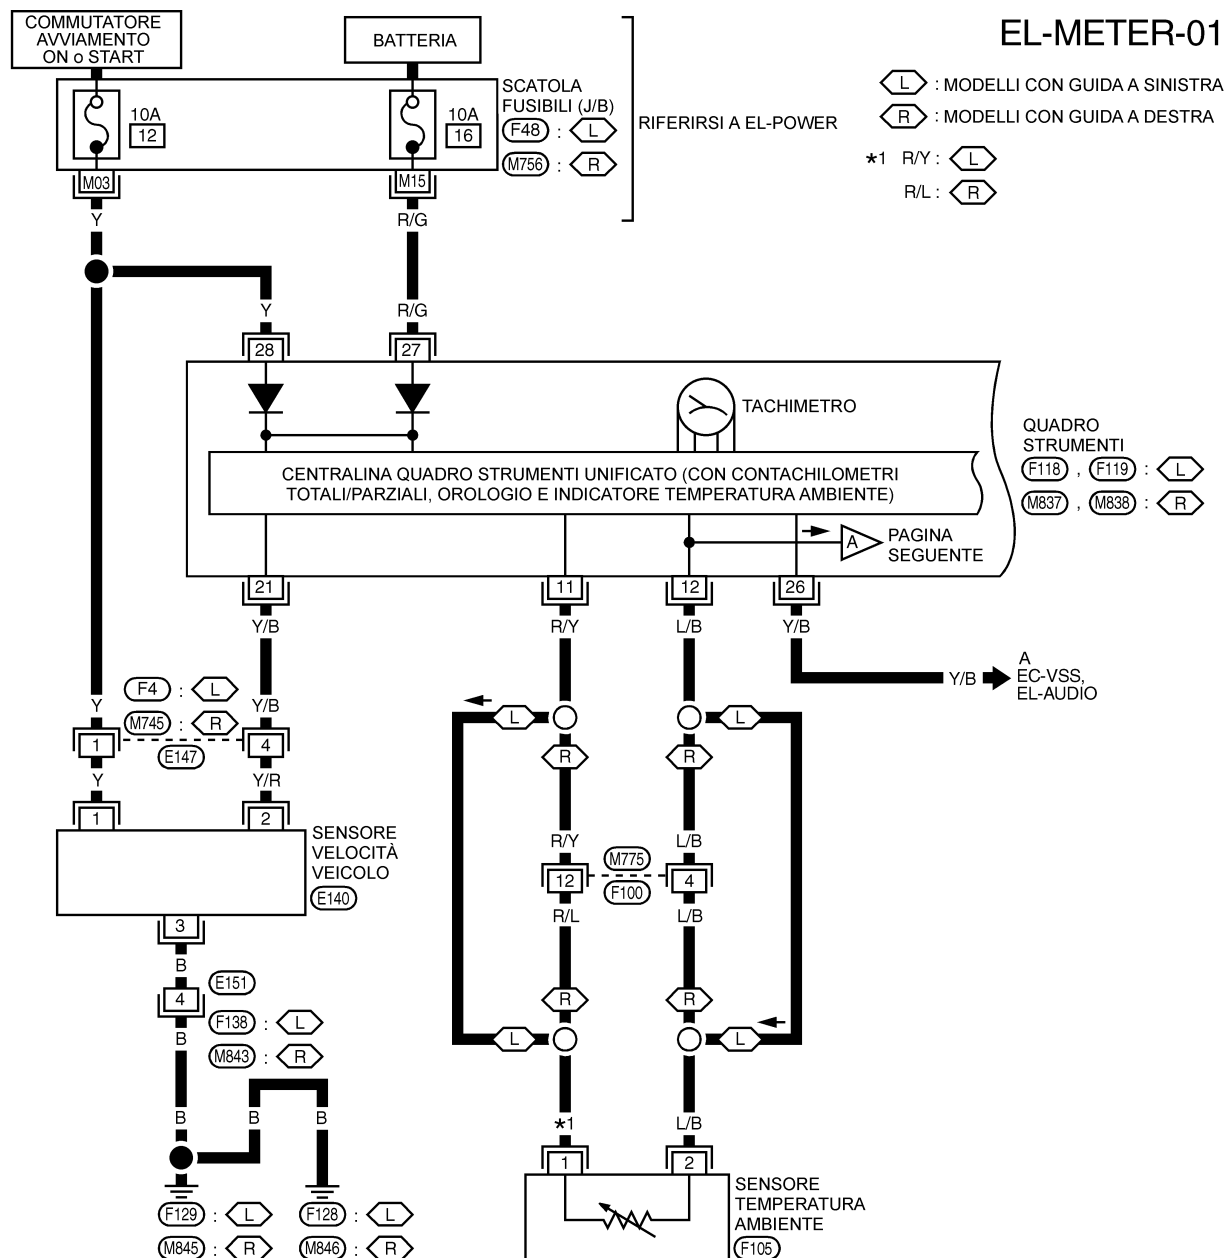 COMMUTATORE
AVVIAMENTO
ON o START
BATTERIA
EL-METER-01
10A
12
10A
16
SCATOLA
FUSIBILI (J/B)
F48 : L
M756 : R
RIFERIRSI A EL-POWER
L : MODELLI CON GUIDA A SINISTRA
R : MODELLI CON GUIDA A DESTRA
*1 R/Y : L
R/L : R
M03
M15
Y
R/G
Y
R/G
28
27
TACHIMETRO
QUADRO
STRUMENTI
F118 , F119 : L
M837 , M838 : R
CENTRALINA QUADRO STRUMENTI UNIFICATO (CON CONTACHILOMETRI
TOTALI/PARZIALI, OROLOGIO E INDICATORE TEMPERATURA AMBIENTE)
A
PAGINA
SEGUENTE
21
11
12
26
Y/B
R/Y
L/B
Y/B
Y/B
A
EC-VSS,
EL-AUDIO
F4 : L
M745 : R
Y
Y/B
1
4
E147
Y
Y/R
1
2
SENSORE
VELOCITÀ
VEICOLO
E140
3
B
4
E151
F138 : L
M843 : R
B
B
B
B
F129 : L
F128 : L
M845 : R
M846 : R
L
L
R
R
R/Y
L/B
12
M775
F100
4
R/L
L/B
R
R
L
L
*1
L/B
1
2
SENSORE
TEMPERATURA
AMBIENTE
F105